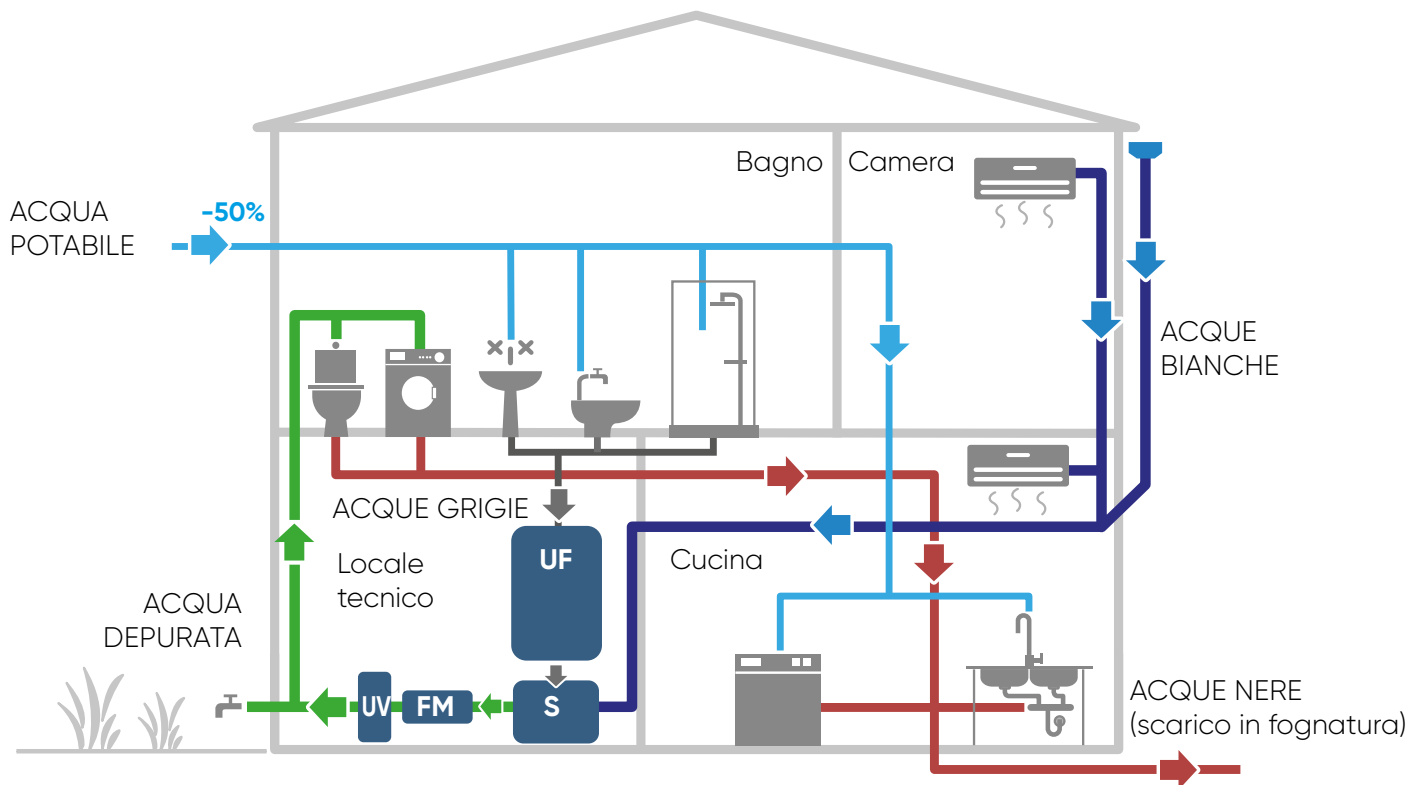 Bagno
Camera
ACQUA
POTABILE
-50%
ACQUE
BIANCHE
ACQUE GRIGIE
UF
Locale
tecnico
Cucina
ACQUA
DEPURATA
UV
FM
S
ACQUE NERE
(scarico in fognatura)